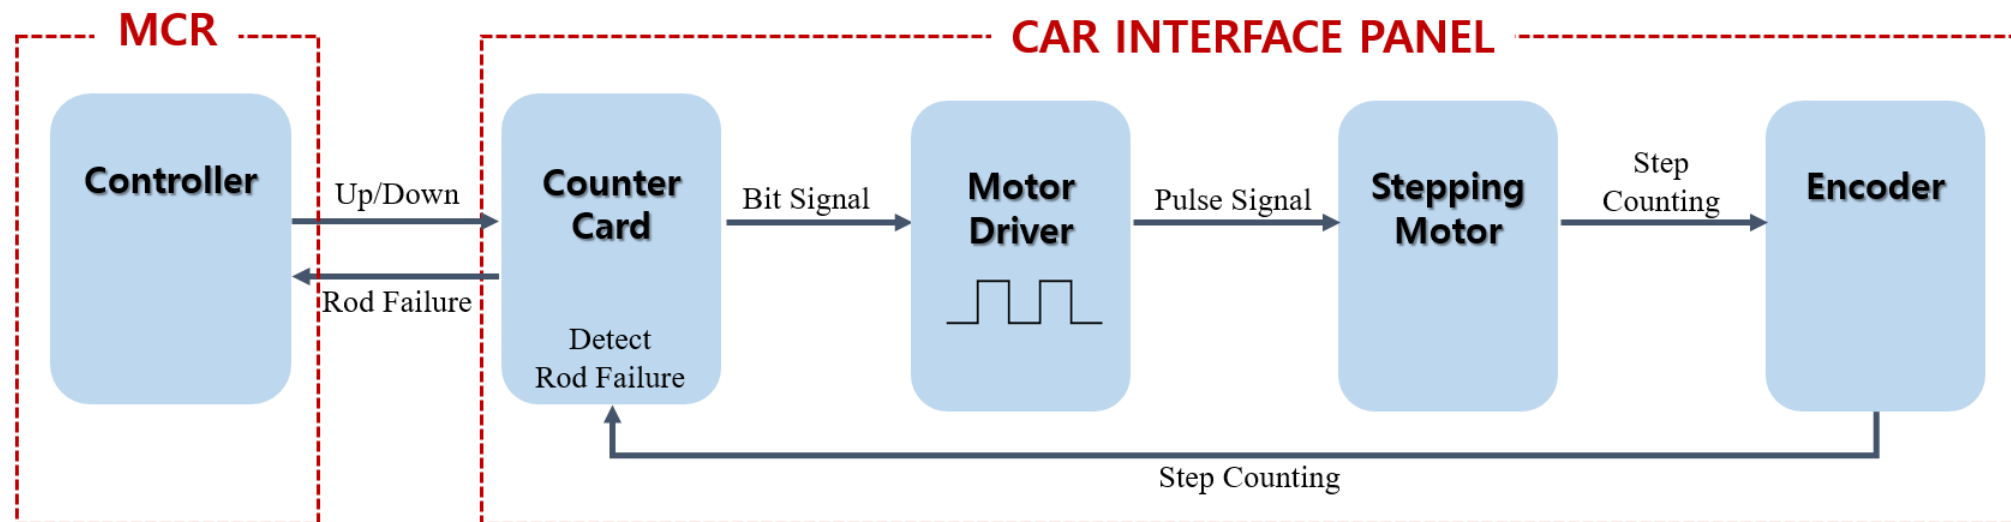 MCR
CAR INTERFACE PANEL
Controller
Up/Down
Rod Failure
Counter
Card
Detect
Rod Failure
Bit Signal
Motor
Driver
Pulse Signal
Stepping
Motor
Step
Counting
Encoder
Step Counting